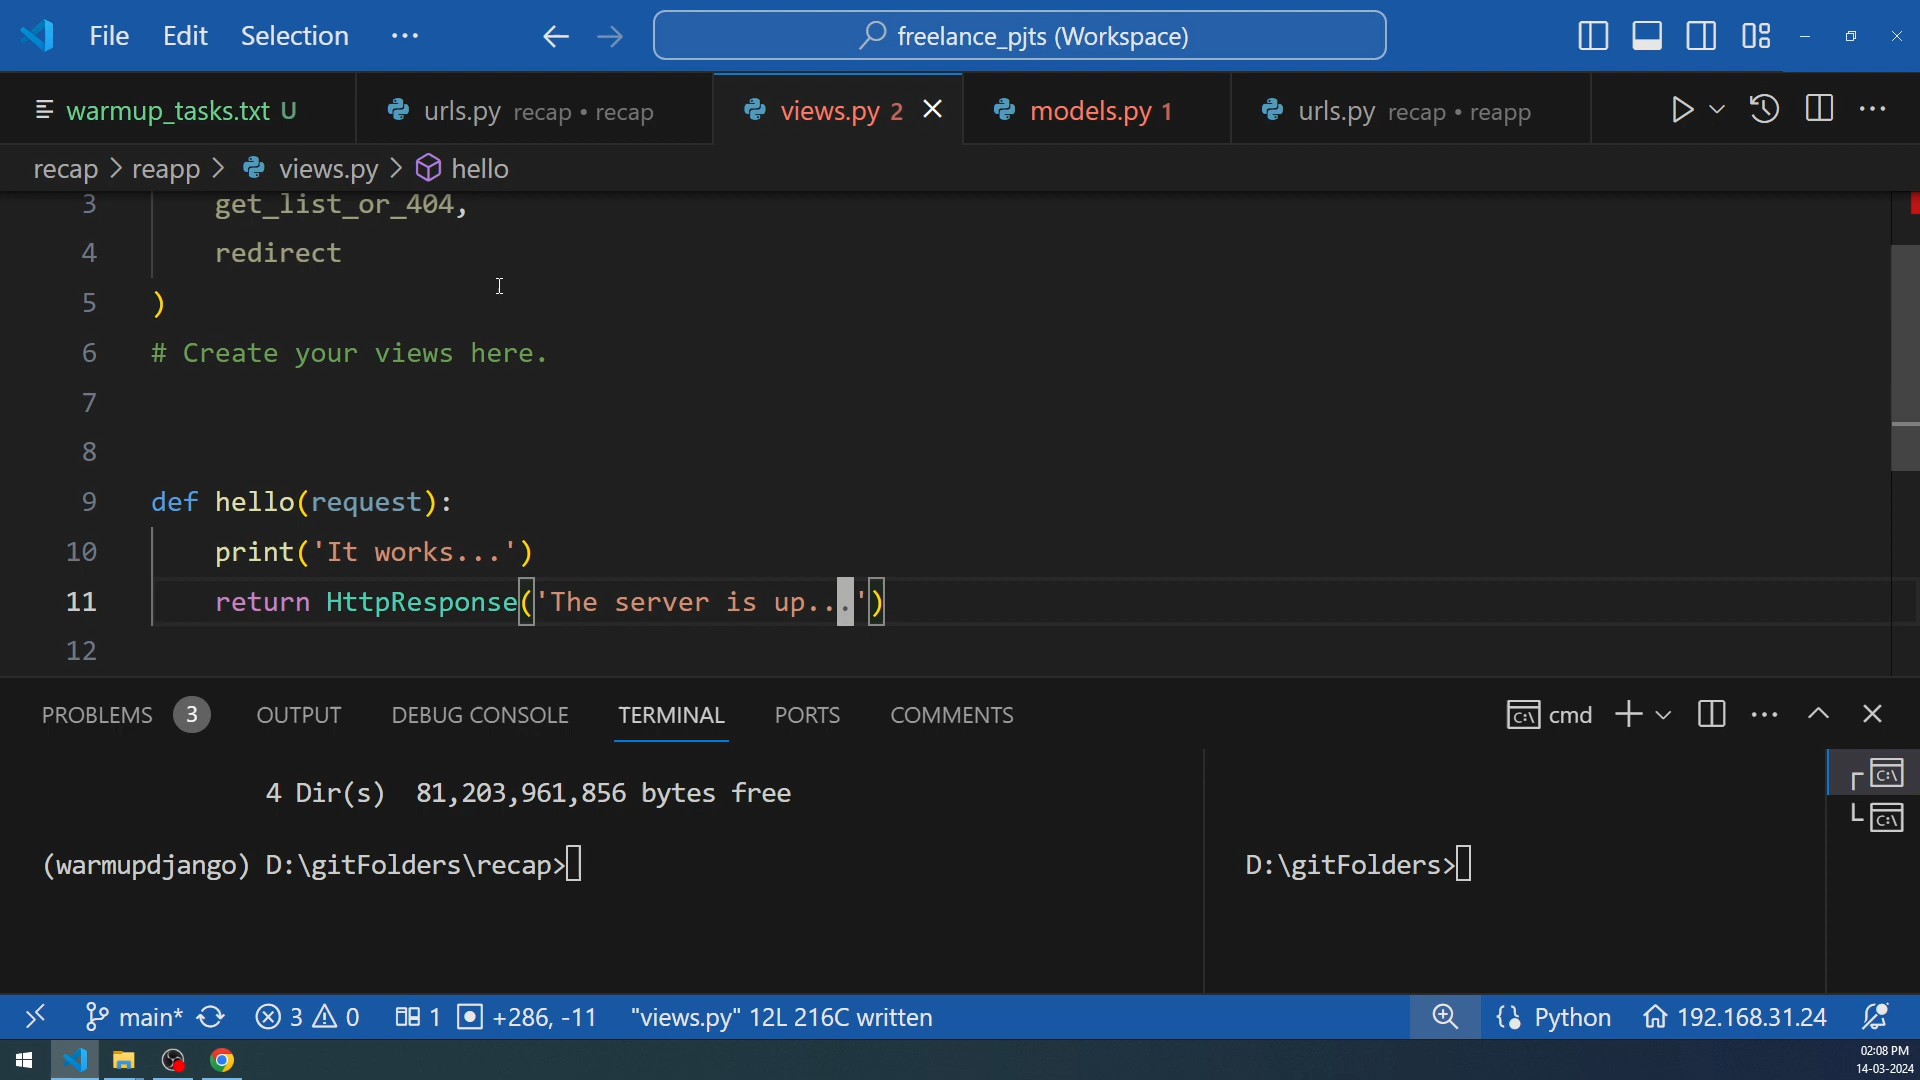 File Edit Selection ··· freelance_pjts (Workspace)
warmup_tasks.txt U urls.py recap • recap views.py 2 models.py 1 urls.py recap • reapp
recap > reapp > views.py > hello
3 get_list_or_404,
4 redirect
5 )
6 # Create your views here.
7
8
9 def hello(request):
10 print('It works...')
11 return HttpResponse('The server is up...')
12
PROBLEMS 3 OUTPUT DEBUG CONSOLE TERMINAL PORTS COMMENTS cmd
4 Dir(s) 81,203,961,856 bytes free
(warmupdjango) D:\gitFolders\recap>
D:\gitFolders>
main* 3 0 1 +286, -11 "views.py" 12L 216C written Python 192.168.31.24
02:08 PM
14-03-2024